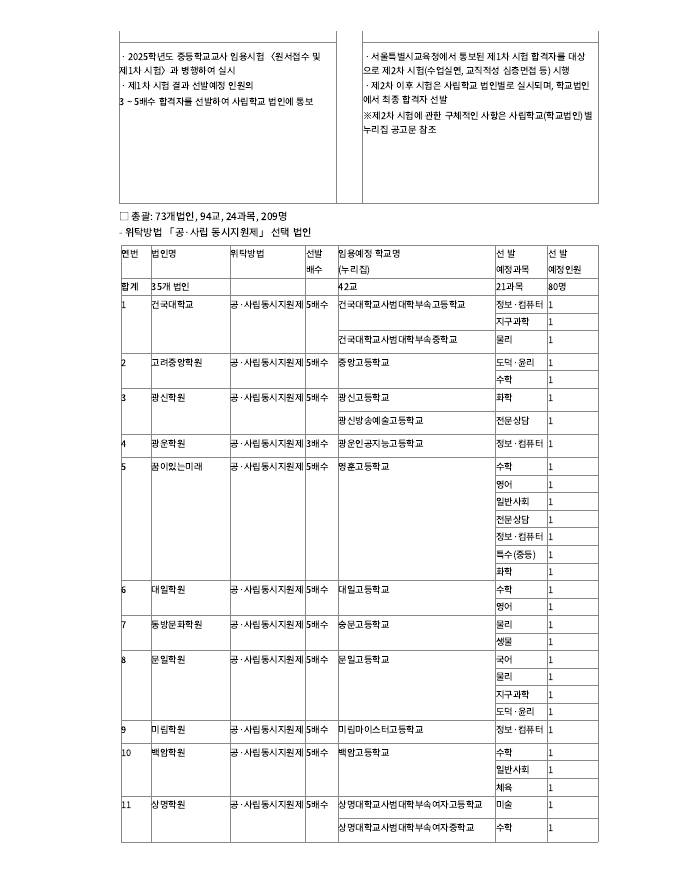 · 2025학년도 중등학교교사 임용시험 〈원서접수 및
제1차 시험〉과 병행하여 실시
· 제1차 시험 결과 선발예정 인원의
3 ~ 5배수 합격자를 선발하여 사립학교 법인에 통보
· 서울특별시교육청에서 통보된 제1차 시험 합격자를 대상
으로 제2차 시험(수업실연, 교직적성 심층면접 등) 시행
· 제2차 이후 시험은 사립학교 법인별로 실시되며, 학교법인
에서 최종 합격자 선발
※제2차 시험에 관한 구체적인 사항은 사립학교(학교법인)별
누리집 공고문 참조
□ 총괄: 73개법인, 94교, 24과목, 209명
- 위탁방법 「공·사립 동시지원제」 선택 법인
연번 법인명 위탁방법 선발 임용예정 학교명 선 발 선 발
배수 (누리집) 예정과목 예정인원
합계 35개 법인 42교 21과목 80명
1 건국대학교 공·사립동시지원제 5배수 건국대학교사범대학부속고등학교 정보·컴퓨터 1
지구과학 1
건국대학교사범대학부속중학교 물리 1
2 고려중앙학원 공·사립동시지원제 5배수 중앙고등학교 도덕·윤리 1
수학 1
3 광신학원 공·사립동시지원제 5배수 광신고등학교 화학 1
광신방송예술고등학교 전문상담 1
4 광운학원 공·사립동시지원제 3배수 광운인공지능고등학교 정보·컴퓨터 1
5 꿈이있는미래 공·사립동시지원제 5배수 영훈고등학교 수학 1
영어 1
일반사회 1
전문상담 1
정보·컴퓨터 1
특수(중등) 1
화학 1
6 대일학원 공·사립동시지원제 5배수 대일고등학교 수학 1
영어 1
7 동방문화학원 공·사립동시지원제 5배수 숭문고등학교 물리 1
생물 1
8 문일학원 공·사립동시지원제 5배수 문일고등학교 국어 1
물리 1
지구과학 1
도덕·윤리 1
9 미림학원 공·사립동시지원제 5배수 미림마이스터고등학교 정보·컴퓨터 1
10 백암학원 공·사립동시지원제 5배수 백암고등학교 수학 1
일반사회 1
체육 1
11 상명학원 공·사립동시지원제 5배수 상명대학교사범대학부속여자고등학교 미술 1
상명대학교사범대학부속여자중학교 수학 1